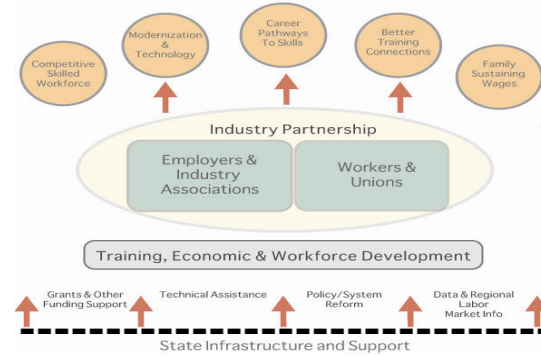 Competitive
Skilled
Workforce
Modernization
&
Technology
Career
Pathways
To Skills
Better
Training
Connections
Family
Sustaining
Wages
Industry Partnership
Employers &
Industry
Associations
Workers &
Unions
Training, Economic & Workforce Development
Grants & Other
Funding Support
Technical Assistance
Policy/System
Reform
Data & Regional
Labor
Market Info
State Infrastructure and Support